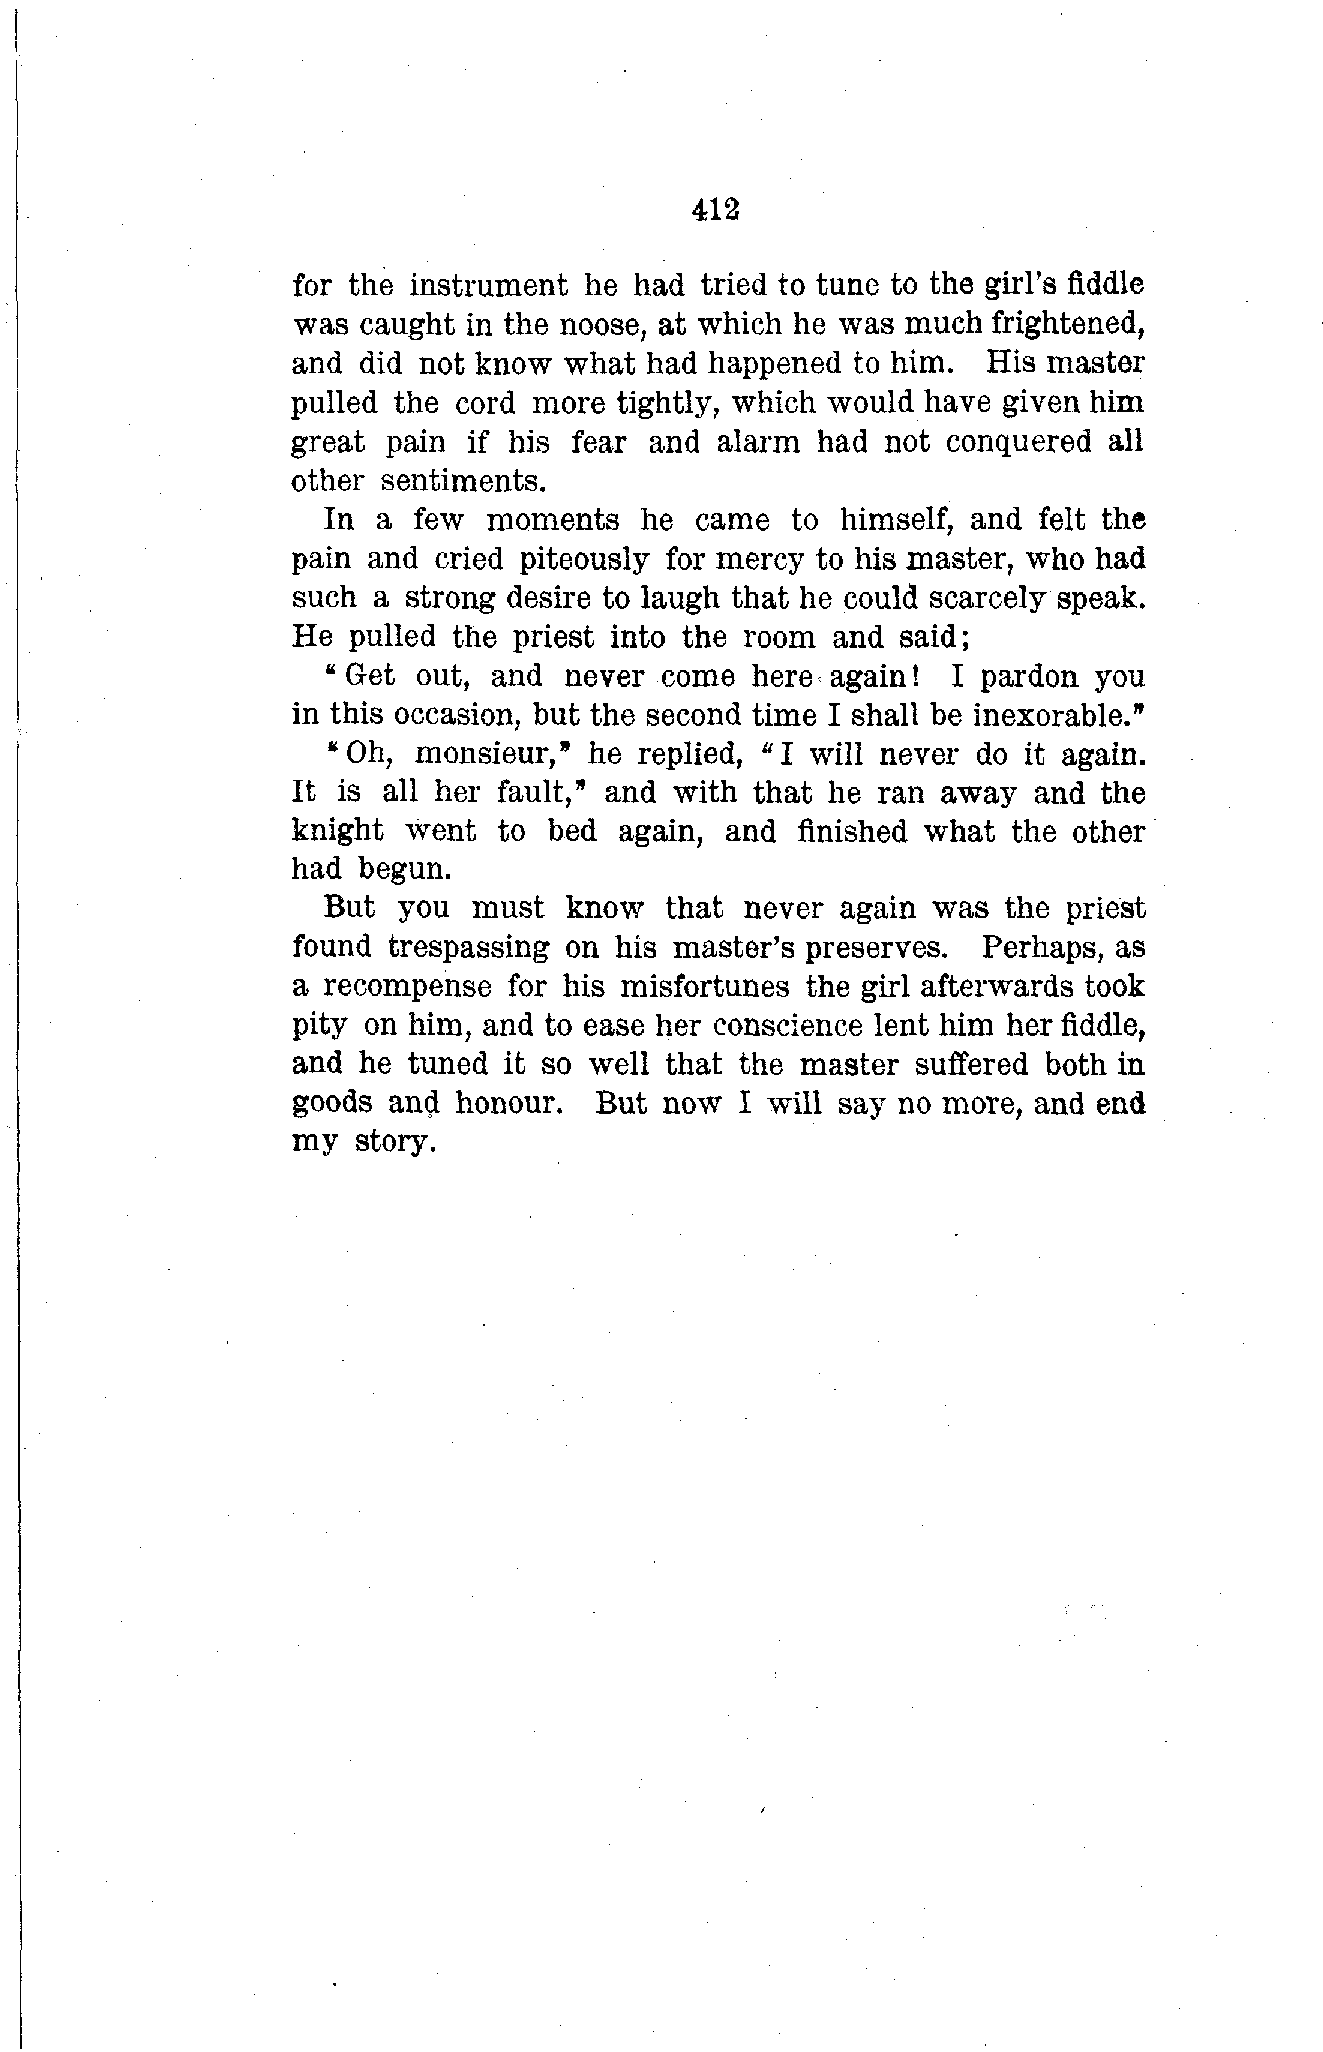 412
for the instrument he had tried to tune to the girl's fiddle
was caught in the noose, at which he was much frightened,
and did not know what had happened to him. His master
pulled the cord more tightly, which would have given him
great pain if his fear and alarm had not conquered all
other sentiments.
In a few moments he came to himself, and felt the
pain and cried piteously for mercy to his master, who had
such a strong desire to laugh that he could scarcely speak.
He pulled the priest into the room and said;
“Get out, and never come here again! I pardon you
in this occasion, but the second time I shall be inexorable.”
“Oh, monsieur,” he replied, “I will never do it again.
It is all her fault,” and with that he ran away and the
knight went to bed again, and finished what the other
had begun.
But you must know that never again was the priest
found trespassing on his master's preserves. Perhaps, as
a recompense for his misfortunes the girl afterwards took
pity on him, and to ease her conscience lent him her fiddle,
and he tuned it so well that the master suffered both in
goods and honour. But now I will say no more, and end
my story.